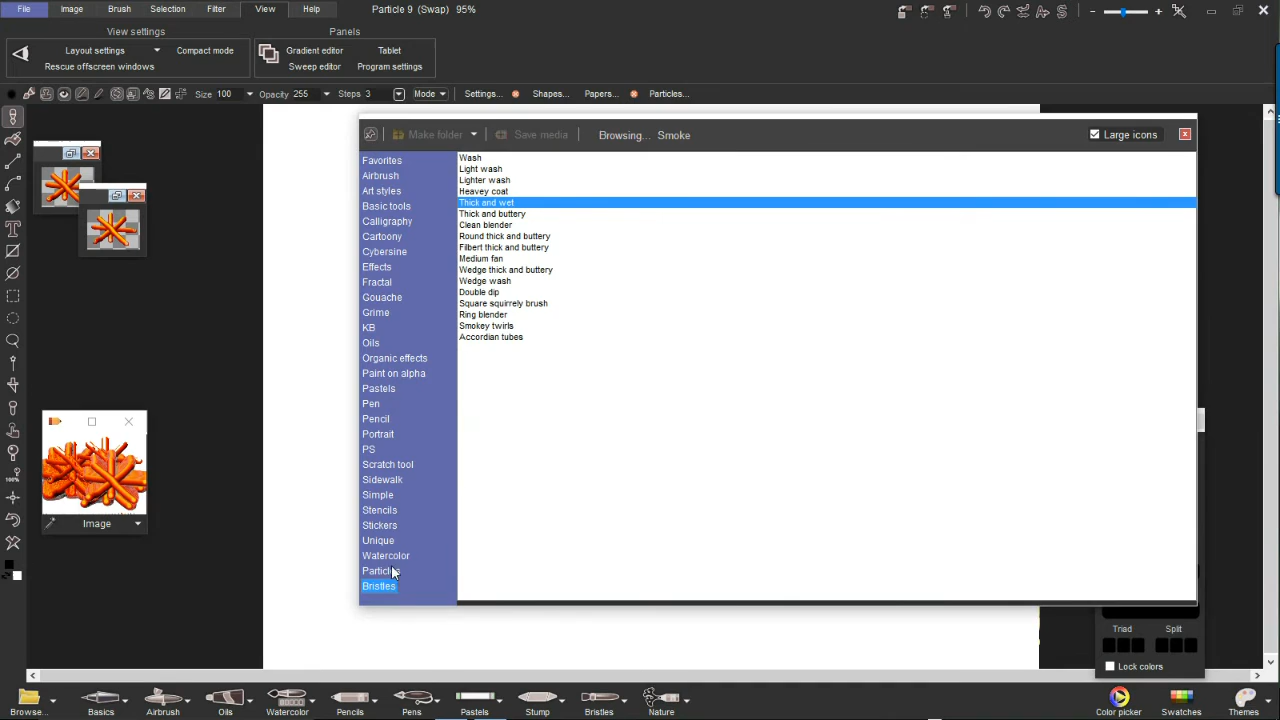 File Image Brush Selection Filter View Help Particle 9 (Swap) 95%
View settings Panels
Layout settings Compact mode Gradient editor Tablet
Rescue offscreen windows Sweep editor Program settings
Size 100 Opacity 255 Steps 3 Mode Settings... Shapes... Papers... Particles...
Make folder Save media Browsing... Smoke Large icons
Favorites
Airbrush
Art styles
Basic tools
Calligraphy
Cartoony
Cybersine
Effects
Fractal
Gouache
Grime
KB
Oils
Organic effects
Paint on alpha
Pastels
Pen
Pencil
Portrait
PS
Scratch tool
Sidewalk
Simple
Stencils
Stickers
Unique
Watercolor
Particles
Bristles
Wash
Light wash
Lighter wash
Heavey coat
Thick and wet
Thick and buttery
Clean blender
Round thick and buttery
Filbert thick and buttery
Medium fan
Wedge thick and buttery
Wedge wash
Double dip
Square squirrely brush
Ring blender
Smokey twirls
Accordian tubes
100%
Image
Triad Split
Lock colors
Browse... Basics Airbrush Oils Watercolor Pencils Pens Pastels Stump Bristles Nature Color picker Swatches Themes